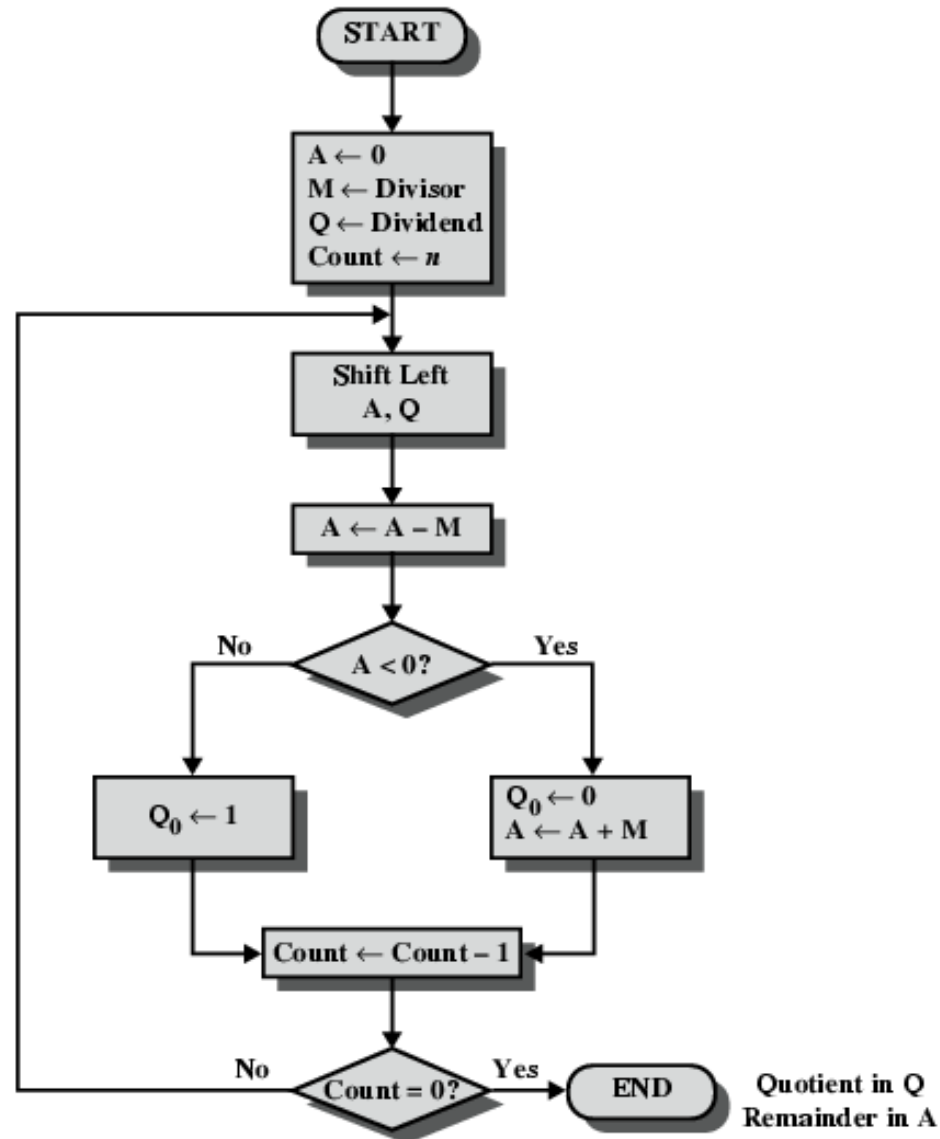 START
A ← 0
M ← Divisor
Q ← Dividend
Count ← n
Shift Left
A, Q
A ← A – M
No
A < 0?
Yes
Q₀ ← 1
Q₀ ← 0
A ← A + M
Count ← Count – 1
No
Count = 0?
Yes
END
Quotient in Q
Remainder in A